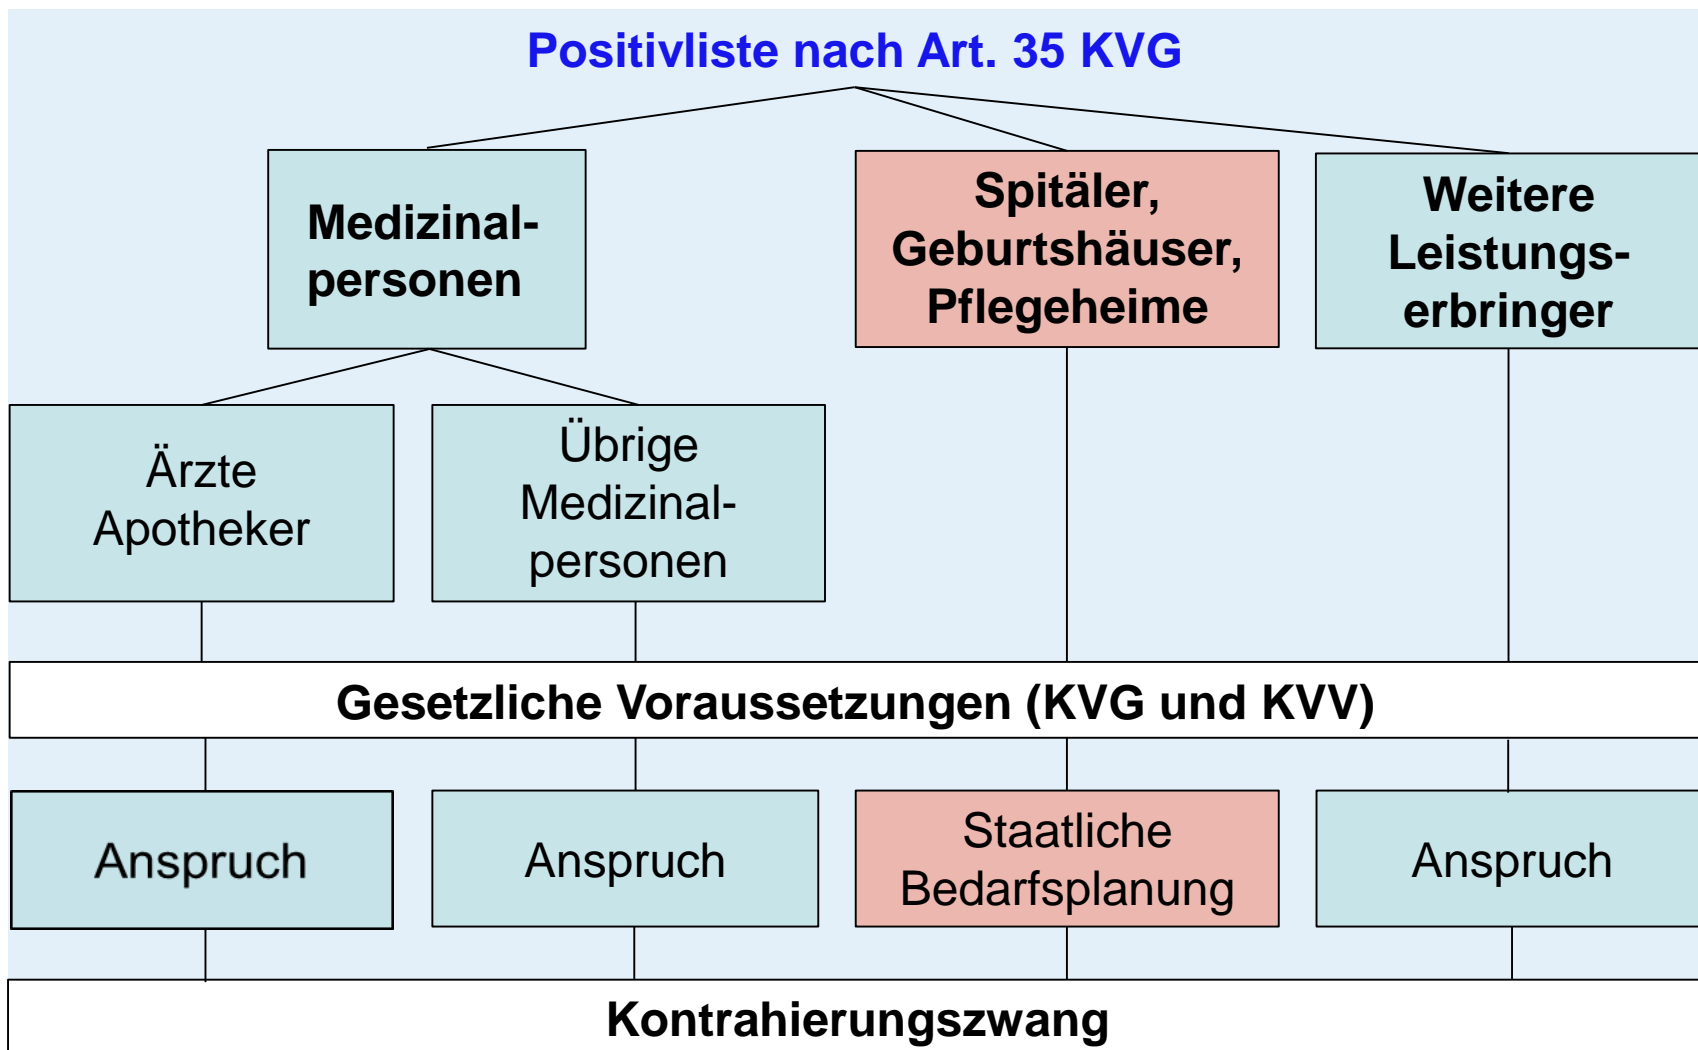 Positivliste nach Art. 35 KVG
Medizinal-
personen
Spitäler,
Geburtshäuser,
Pflegeheime
Weitere
Leistungs-
erbringer
Ärzte
Apotheker
Übrige
Medizinal-
personen
Gesetzliche Voraussetzungen (KVG und KVV)
Anspruch
Anspruch
Staatliche
Bedarfsplanung
Anspruch
Kontrahierungszwang